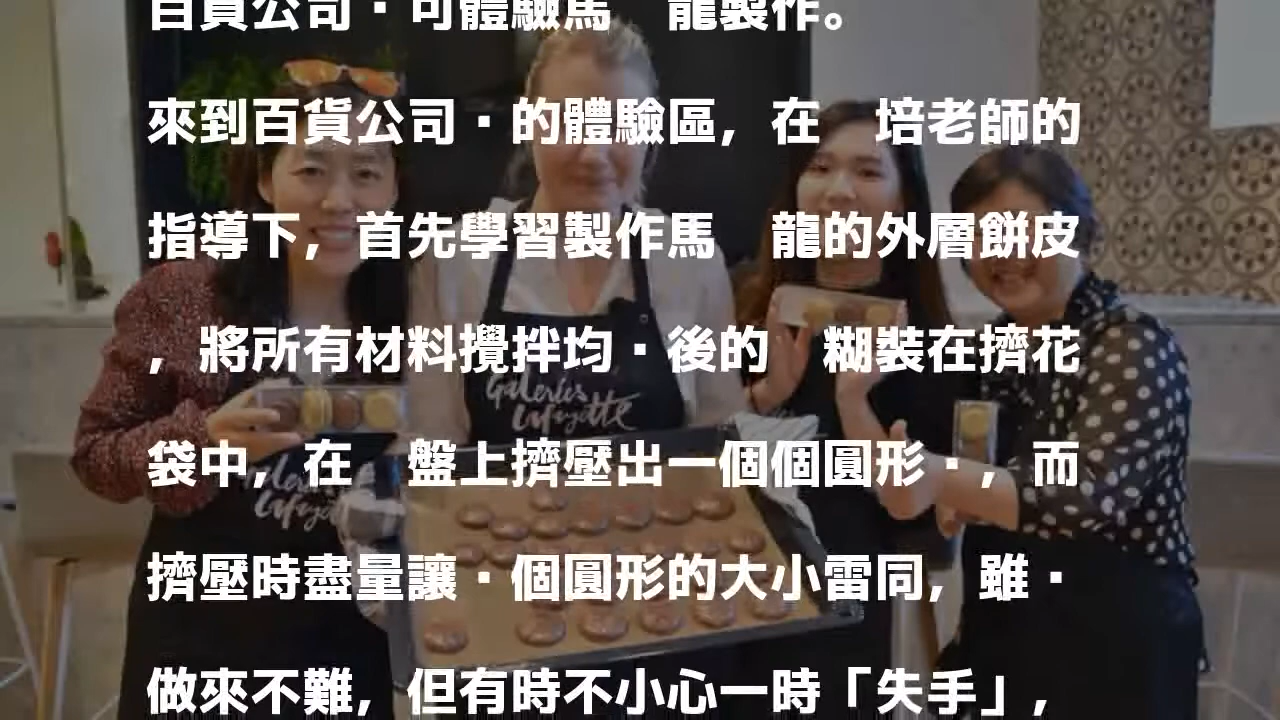 百貨公司·可體驗馬　龍製作。
來到百貨公司·的體驗區，在　培老師的
指導下，首先學習製作馬　龍的外層餅皮
，將所有材料攪拌均·後的　糊裝在擠花
袋中，在　盤上擠壓出一個個圓形·，而
擠壓時盡量讓·個圓形的大小雷同，雖·
做來不難，但有時不小心一時「失手」，
Galeries
Lafayette
Galeries
Lafayette